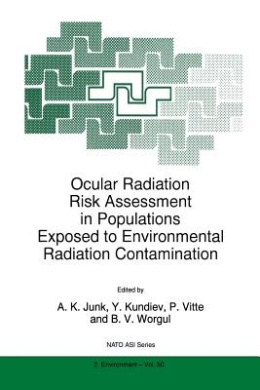 Ocular Radiation
Risk Assessment
in Populations
Exposed to Environmental
Radiation Contamination
Edited by
A. K. Junk, Y. Kundiev, P. Vitte
and B. V. Worgul
NATO ASI Series
2. Environment – Vol. 50